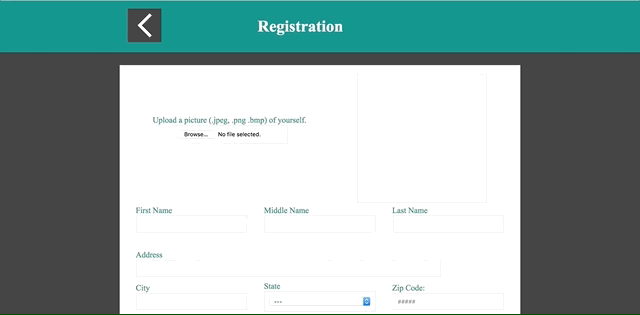 Registration
Upload a picture (.jpeg, .png .bmp) of yourself.
Browse... No file selected.
First Name Middle Name Last Name
Address
City State Zip Code:
--- #####